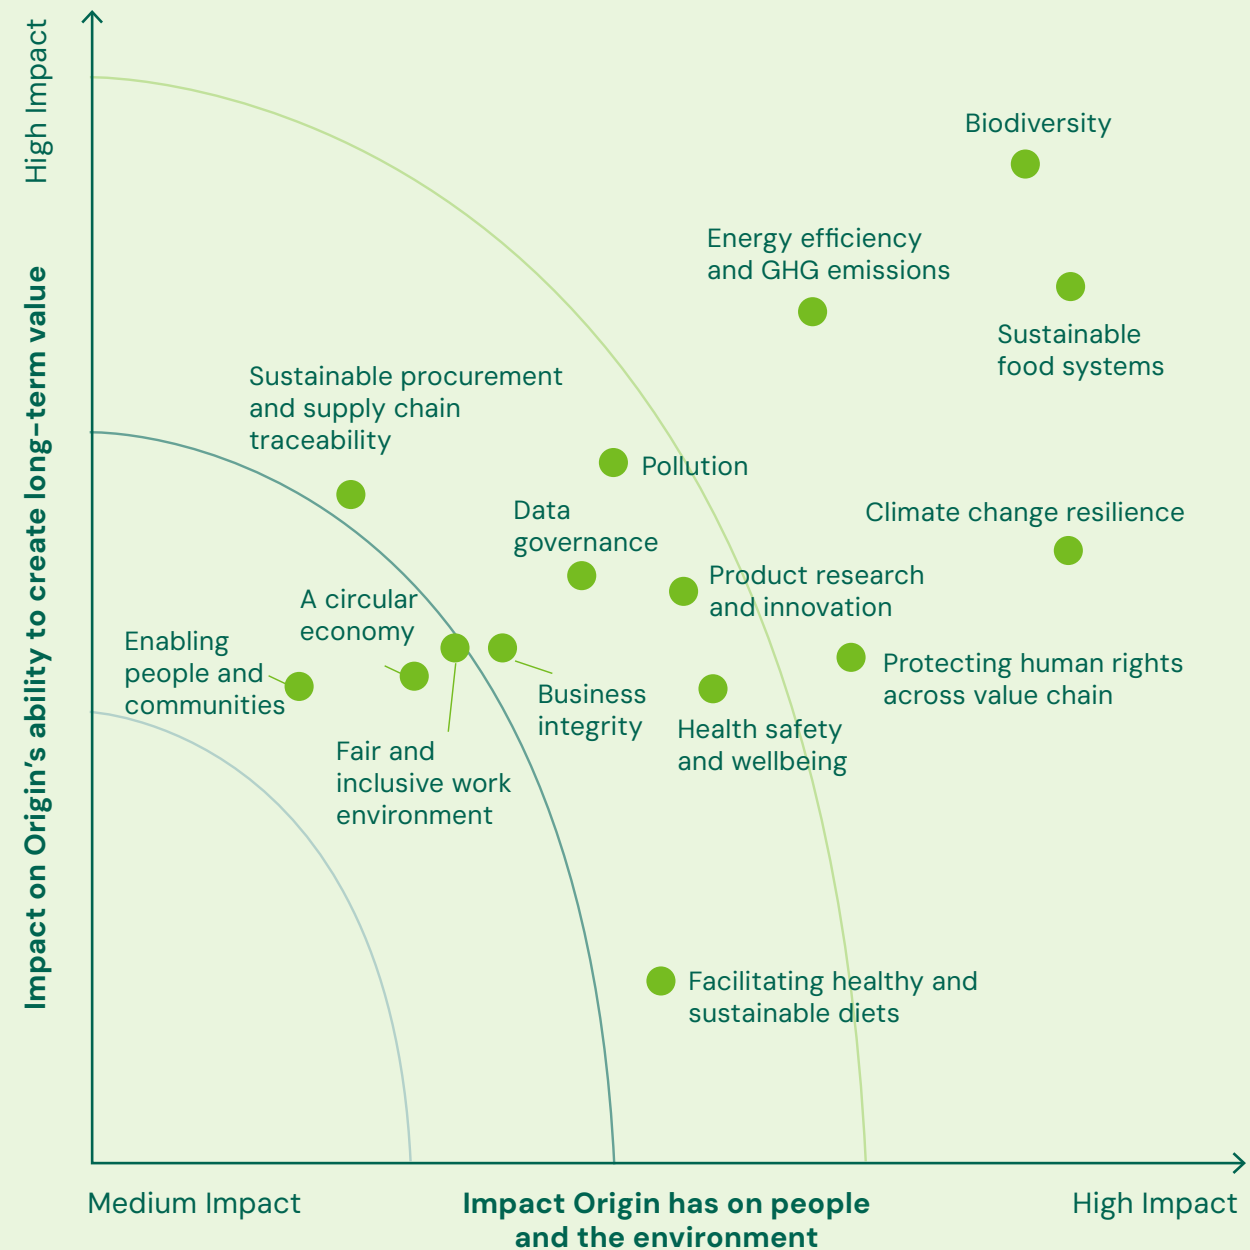 High Impact
Impact on Origin's ability to create long-term value
Biodiversity
Energy efficiency
and GHG emissions
Sustainable
food systems
Sustainable procurement
and supply chain
traceability
Pollution
Data
governance
Climate change resilience
Product research
and innovation
A circular
economy
Enabling
people and
communities
Protecting human rights
across value chain
Business
integrity
Health safety
and wellbeing
Fair and
inclusive work
environment
Facilitating healthy and
sustainable diets
Medium Impact
Impact Origin has on people
and the environment
High Impact